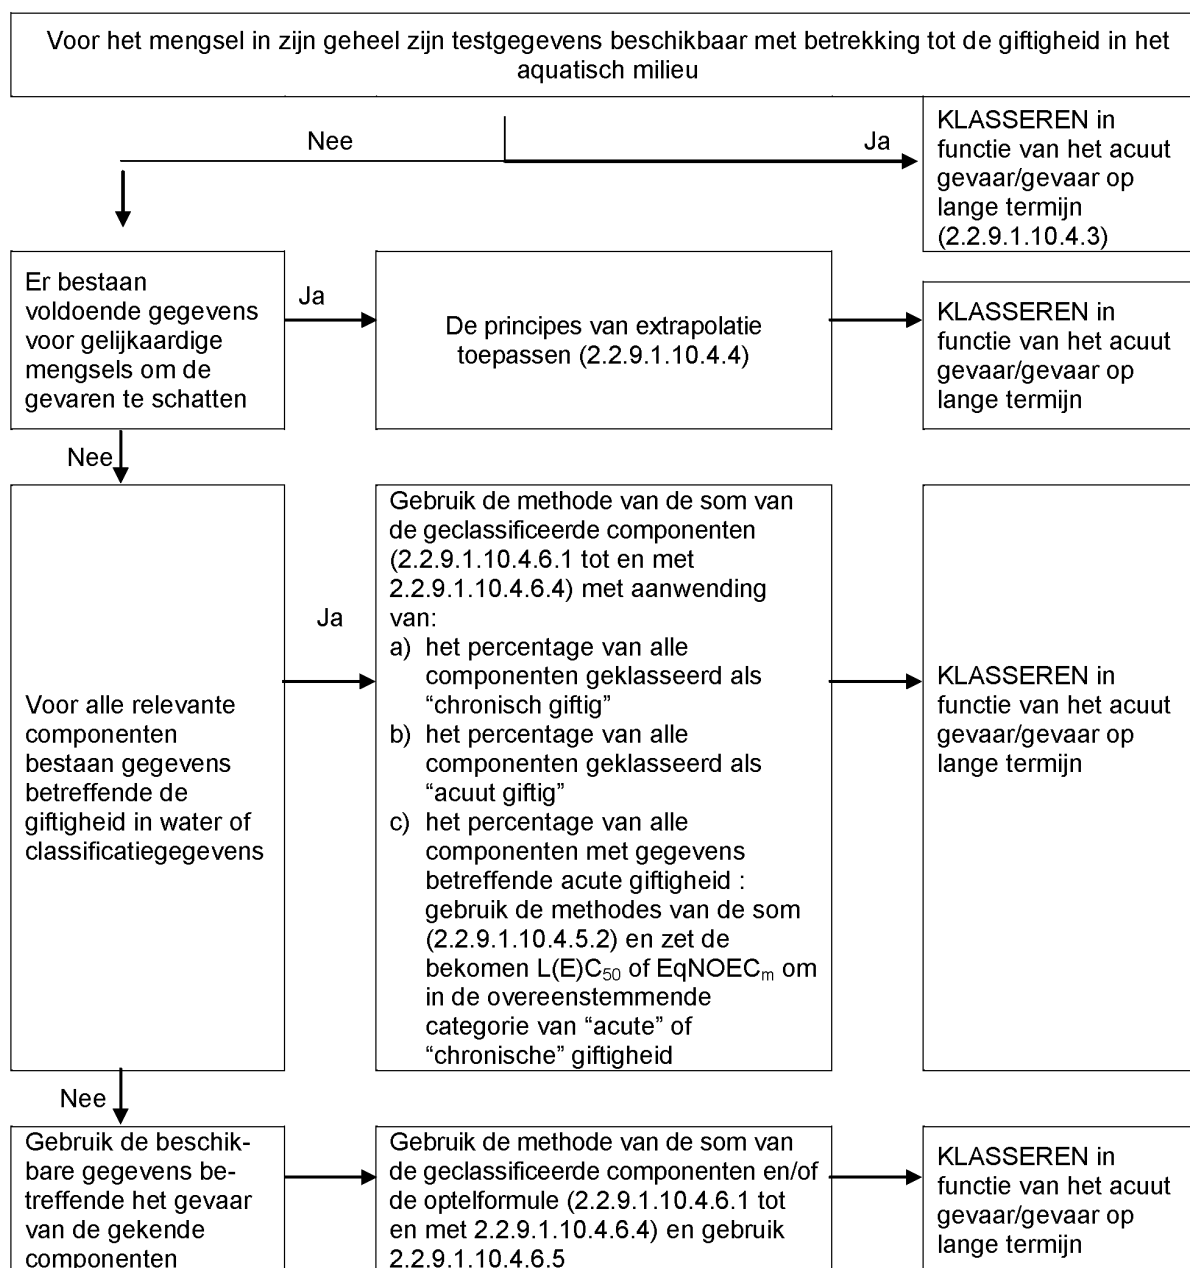 Voor het mengsel in zijn geheel zijn testgegevens beschikbaar met betrekking tot de giftigheid in het
aquatisch milieu
Nee
Ja
KLASSEREN in
functie van het acuut
gevaar/gevaar op
lange termijn
(2.2.9.1.10.4.3)
Er bestaan
voldoende gegevens
voor gelijkaardige
mengsels om de
gevaren te schatten
Ja
De principes van extrapolatie
toepassen (2.2.9.1.10.4.4)
KLASSEREN in
functie van het acuut
gevaar/gevaar op
lange termijn
Nee
Voor alle relevante
componenten
bestaan gegevens
betreffende de
giftigheid in water of
classificatiegegevens
Ja
Gebruik de methode van de som van
de geclassificeerde componenten
(2.2.9.1.10.4.6.1 tot en met
2.2.9.1.10.4.6.4) met aanwending
van:
a) het percentage van alle
componenten geklasseerd als
“chronisch giftig”
b) het percentage van alle
componenten geklasseerd als
“acuut giftig”
c) het percentage van alle
componenten met gegevens
betreffende acute giftigheid :
gebruik de methodes van de som
(2.2.9.1.10.4.5.2) en zet de
bekomen L(E)C₅₀ of EqNOECₘ om
in de overeenstemmende
categorie van “acute” of
“chronische” giftigheid
KLASSEREN in
functie van het acuut
gevaar/gevaar op
lange termijn
Nee
Gebruik de beschik-
bare gegevens be-
treffende het gevaar
van de gekende
componenten
Gebruik de methode van de som van
de geclassificeerde componenten en/of
de optelformule (2.2.9.1.10.4.6.1 tot
en met 2.2.9.1.10.4.6.4) en gebruik
2.2.9.1.10.4.6.5
KLASSEREN in
functie van het acuut
gevaar/gevaar op
lange termijn